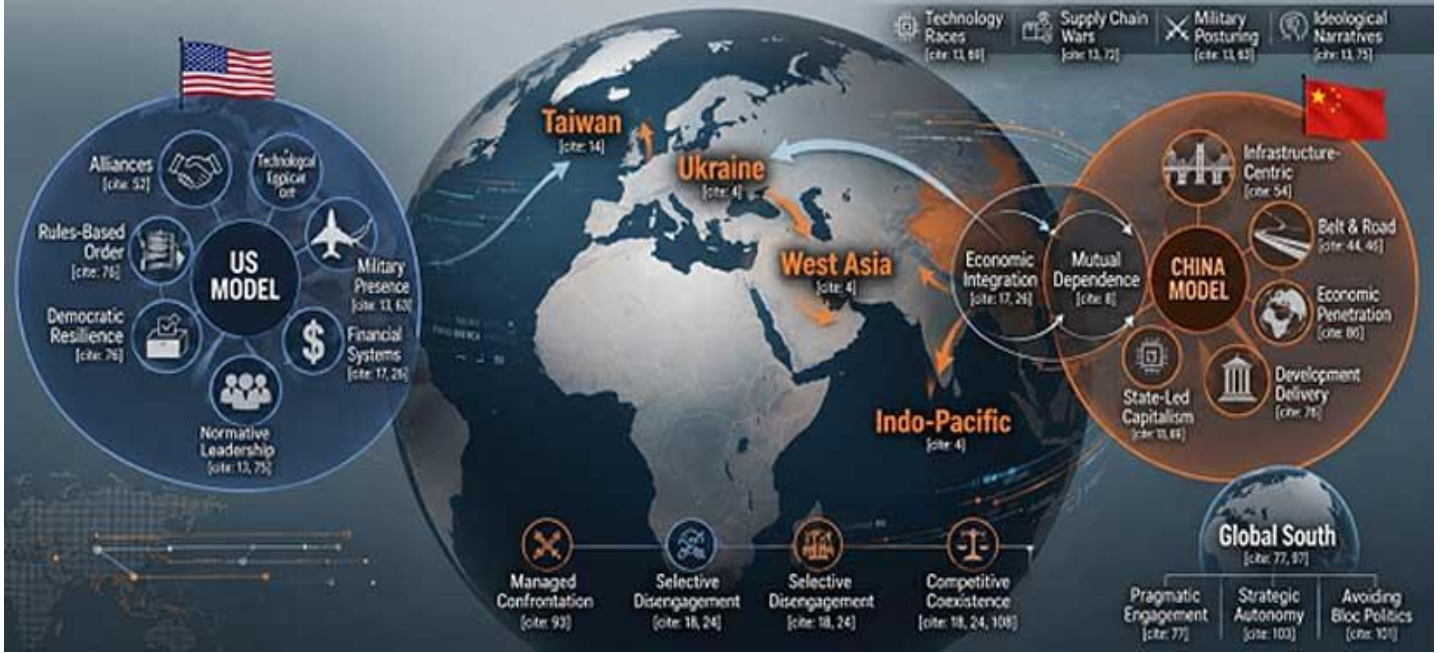 Technology
Races
[cite: 13, 68]
Supply Chain
Wars
[cite: 13, 72]
Military
Posturing
[cite: 13, 63]
Ideological
Narratives
[cite: 13, 75]
Alliances
[cite: 52]
Technological
Rules-Based
Order
[cite: 76]
US
MODEL
Military
Presence
[cite: 13, 63]
Democratic
Resilience
[cite: 76]
Financial
Systems
[cite: 17, 26]
Normative
Leadership
[cite: 13, 75]
Taiwan
[cite: 14]
Ukraine
[cite: 4]
West Asia
[cite: 4]
Indo-Pacific
[cite: 4]
Economic
Integration
[cite: 17, 26]
Mutual
Dependence
[cite: 8]
CHINA
MODEL
Infrastructure-
Centric
[cite: 54]
Belt & Road
[cite: 44, 46]
Economic
Penetration
[cite: 86]
Development
Delivery
[cite: 76]
State-Led
Capitalism
Managed
Confrontation
[cite: 93]
Selective
Disengagement
[cite: 18, 24]
Selective
Disengagement
[cite: 18, 24]
Competitive
Coexistence
[cite: 18, 24, 108]
Global South
[cite: 77, 97]
Pragmatic
Engagement
[cite: 77]
Strategic
Autonomy
[cite: 103]
Avoiding
Bloc Politics
[cite: 101]